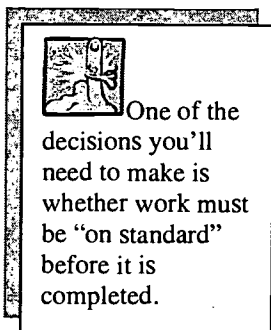 One of the
decisions you'll
need to make is
whether work must
be "on standard"
before it is
completed.